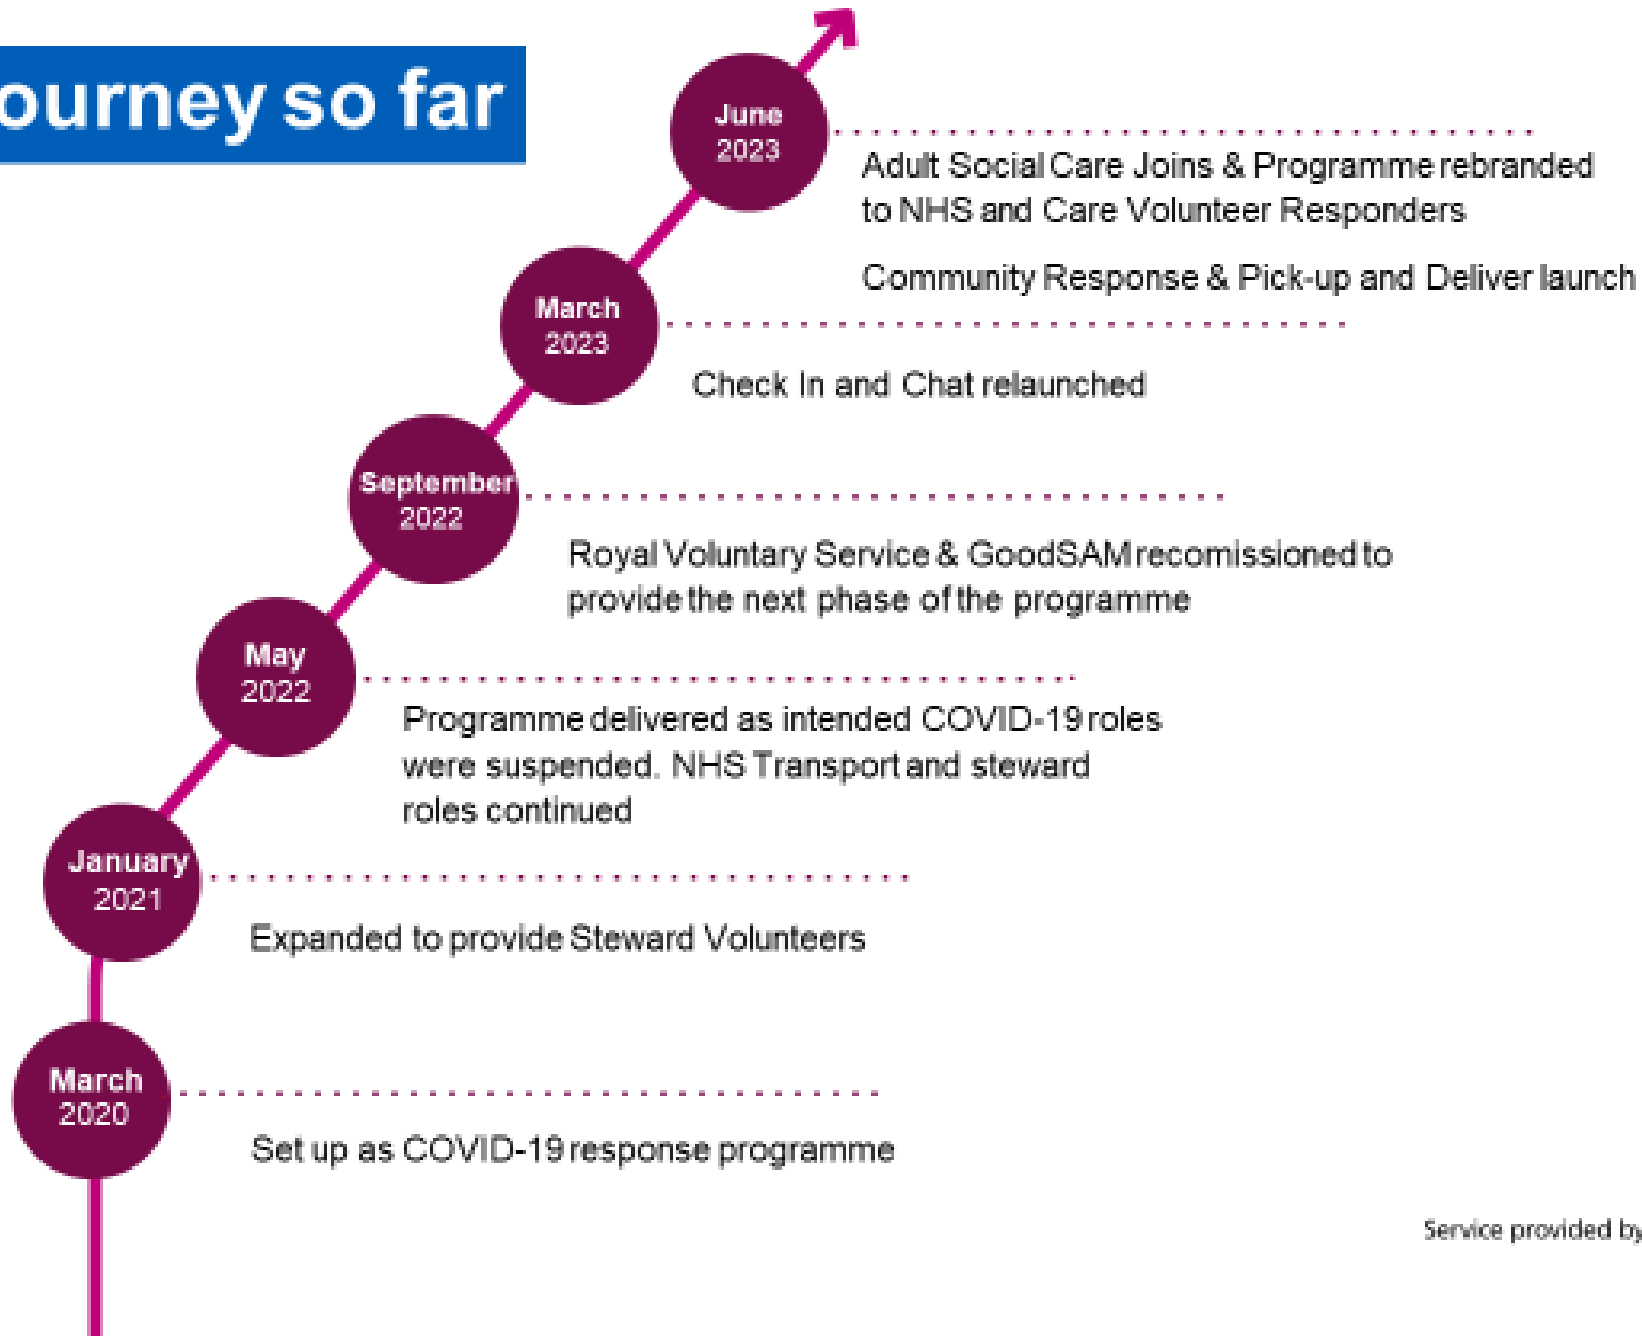 ourney so far
June
2023
Adult Social Care Joins & Programme rebranded
to NHS and Care Volunteer Responders
Community Response & Pick-up and Deliver launch
March
2023
Check In and Chat relaunched
September
2022
Royal Voluntary Service & GoodSAM recomissioned to
provide the next phase of the programme
May
2022
Programme delivered as intended COVID-19 roles
were suspended. NHS Transport and steward
roles continued
January
2021
Expanded to provide Steward Volunteers
March
2020
Set up as COVID-19 response programme
Service provided by